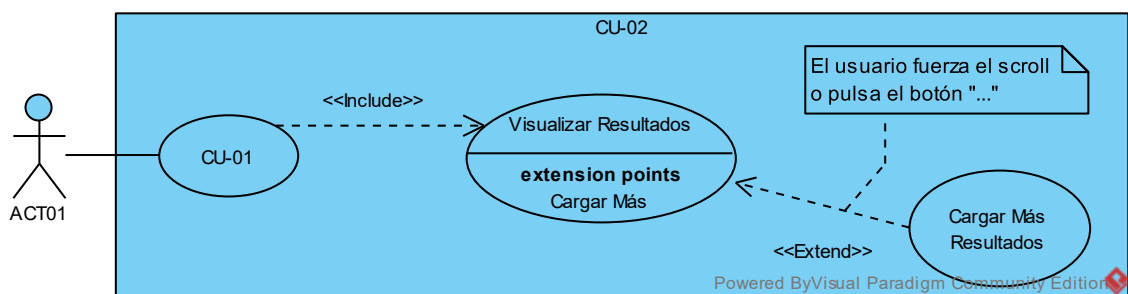 CU-02
El usuario fuerza el scroll
o pulsa el botón "..."
<<Include>>
Visualizar Resultados
CU-01
extension points
Cargar Más
ACT01
Cargar Más
Resultados
<<Extend>>
Powered ByVisual Paradigm Community Edition